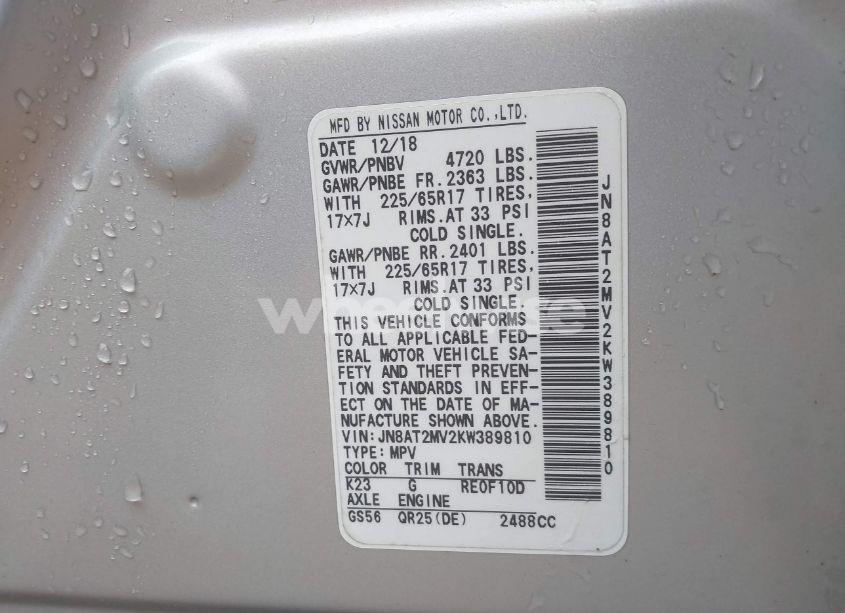 MFD BY NISSAN MOTOR CO.,LTD.
DATE 12/18
GVWR/PNBV 4720 LBS.
GAWR/PNBE FR. 2363 LBS.
WITH 225/65R17 TIRES,
17×7J RIMS.AT 33 PSI
COLD SINGLE.
GAWR/PNBE RR. 2401 LBS.
WITH 225/65R17 TIRES,
17×7J RIMS.AT 33 PSI
COLD SINGLE.
THIS VEHICLE CONFORMS
TO ALL APPLICABLE FED-
ERAL MOTOR VEHICLE SA-
FETY AND THEFT PREVEN-
TION STANDARDS IN EFF-
ECT ON THE DATE OF MA-
NUFACTURE SHOWN ABOVE.
VIN:JN8AT2MV2KW389810
TYPE:MPV
COLOR TRIM TRANS
K23 G RE0F10D
AXLE ENGINE
GS56 QR25(DE) 2488CC
JN8AT2MV2KW389810